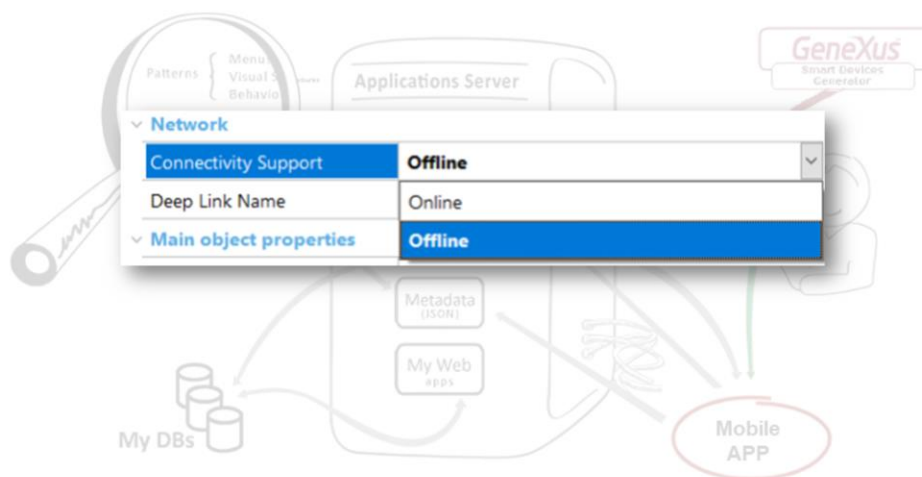 Patterns
Menu
Visual S
Behavio
Applications Server
GeneXus
Smart Devices
Generator
Network
Connectivity Support
Offline
Deep Link Name
Online
Main object properties
Offline
Metadata
(JSON)
My Web
apps
My DBs
Mobile
APP